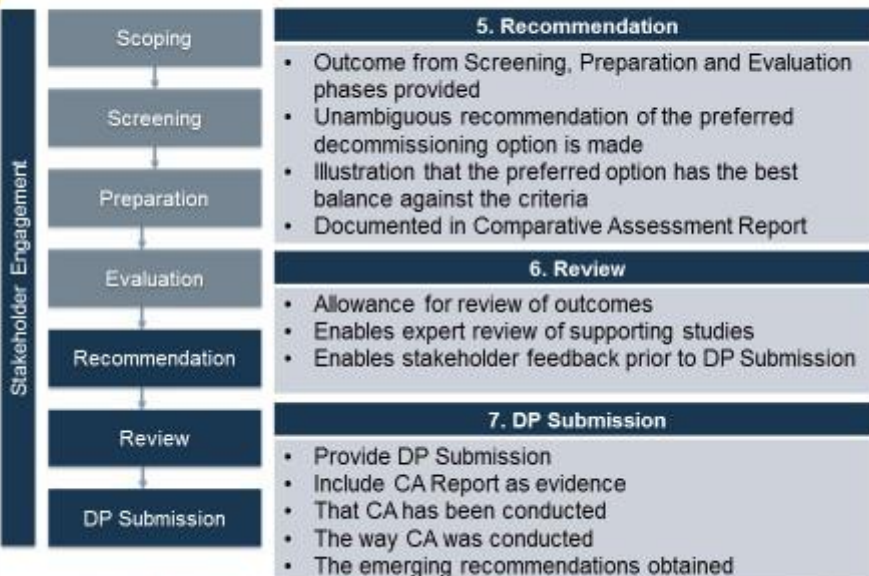 Stakeholder Engagement
Scoping
Screening
Preparation
Evaluation
Recommendation
Review
DP Submission
5. Recommendation
• Outcome from Screening, Preparation and Evaluation
phases provided
• Unambiguous recommendation of the preferred
decommissioning option is made
• Illustration that the preferred option has the best
balance against the criteria
• Documented in Comparative Assessment Report
6. Review
• Allowance for review of outcomes
• Enables expert review of supporting studies
• Enables stakeholder feedback prior to DP Submission
7. DP Submission
• Provide DP Submission
• Include CA Report as evidence
• That CA has been conducted
• The way CA was conducted
• The emerging recommendations obtained